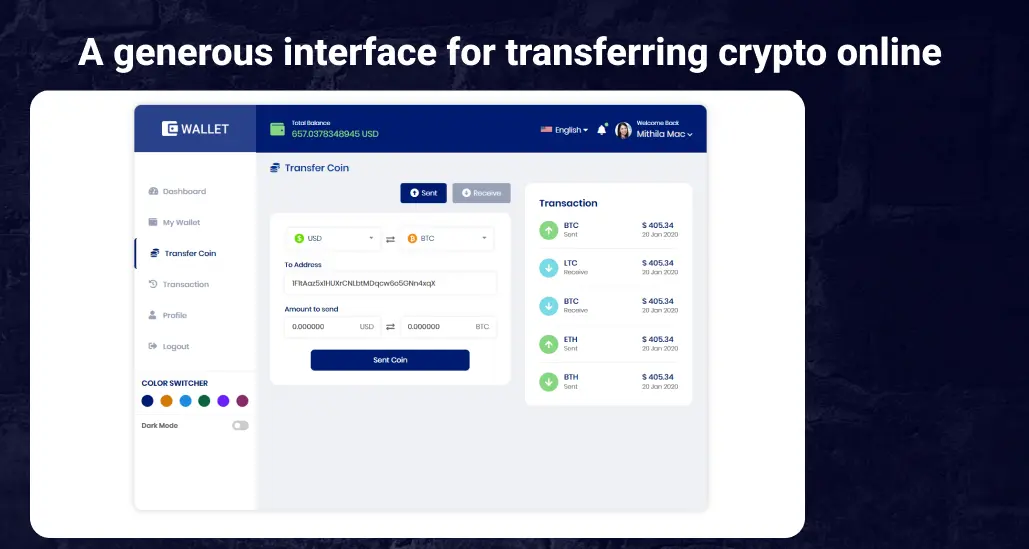 A generous interface for transferring crypto online
WALLET
Total Balance
657.0378348945 USD
English
Welcome Back
Mithila Mac
Dashboard
My Wallet
Transfer Coin
Transaction
Profile
Logout
COLOR SWITCHER
Dark Mode
Transfer Coin
Sent
Receive
USD
BTC
To Address
1F1tAaz5x1HUXrCNLbtMDqcw6o5GNn4xqX
Amount to send
0.000000 USD
0.000000 BTC
Sent Coin
Transaction
BTC $ 405.34
Sent 20 Jan 2020
LTC $ 405.34
Receive 20 Jan 2020
BTC $ 405.34
Receive 20 Jan 2020
ETH $ 405.34
Sent 20 Jan 2020
BTH $ 405.34
Sent 20 Jan 2020